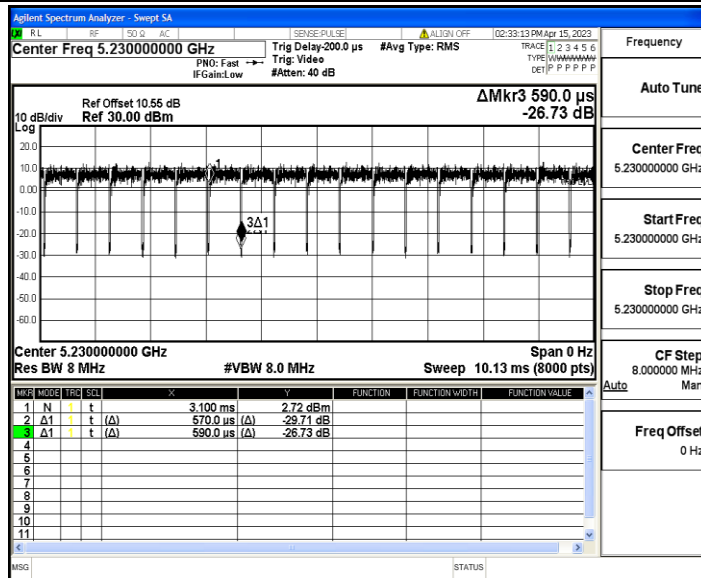 Agilent Spectrum Analyzer - Swept SA
RL RF 50 Ω AC SENSE:PULSE ALIGN OFF 02:33:13 PM Apr 15, 2023
Center Freq 5.230000000 GHz Trig Delay-200.0 µs #Avg Type: RMS TRACE 1 2 3 4 5 6
PNO: Fast Trig: Video TYPE
IFGain:Low #Atten: 40 dB DET P P P P P P
ΔMkr3 590.0 µs
-26.73 dB
Ref Offset 10.55 dB
10 dB/div Ref 30.00 dBm
Log
20.0
10.0
0.00
-10.0
-20.0
-30.0
-40.0
-50.0
-60.0
1
3Δ1
Center 5.230000000 GHz Span 0 Hz
Res BW 8 MHz #VBW 8.0 MHz Sweep 10.13 ms (8000 pts)
MKR MODE TRC SCL X Y FUNCTION FUNCTION WIDTH FUNCTION VALUE
1 N 1 t 3.100 ms 2.72 dBm
2 Δ1 1 t (Δ) 570.0 µs (Δ) -29.71 dB
3 Δ1 1 t (Δ) 590.0 µs (Δ) -26.73 dB
4
5
6
7
8
9
10
11
MSG STATUS
Frequency
Auto Tune
Center Freq
5.230000000 GHz
Start Freq
5.230000000 GHz
Stop Freq
5.230000000 GHz
CF Step
8.000000 MHz
Auto Man
Freq Offset
0 Hz